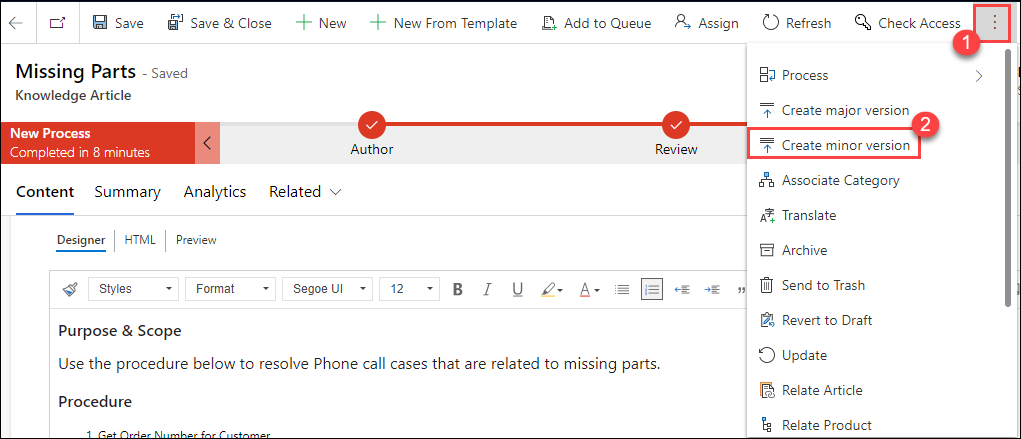 Save
Save & Close
New
New From Template
Add to Queue
Assign
Refresh
Check Access
1
Missing Parts - Saved
Knowledge Article
New Process
Completed in 8 minutes
Author
Review
Content
Summary
Analytics
Related
Designer
HTML
Preview
Styles
Format
Segoe UI
12
B
I
U
A
Purpose & Scope
Use the procedure below to resolve Phone call cases that are related to missing parts.
Procedure
1. Get Order Number for Customer
Process
Create major version
2
Create minor version
Associate Category
Translate
Archive
Send to Trash
Revert to Draft
Update
Relate Article
Relate Product